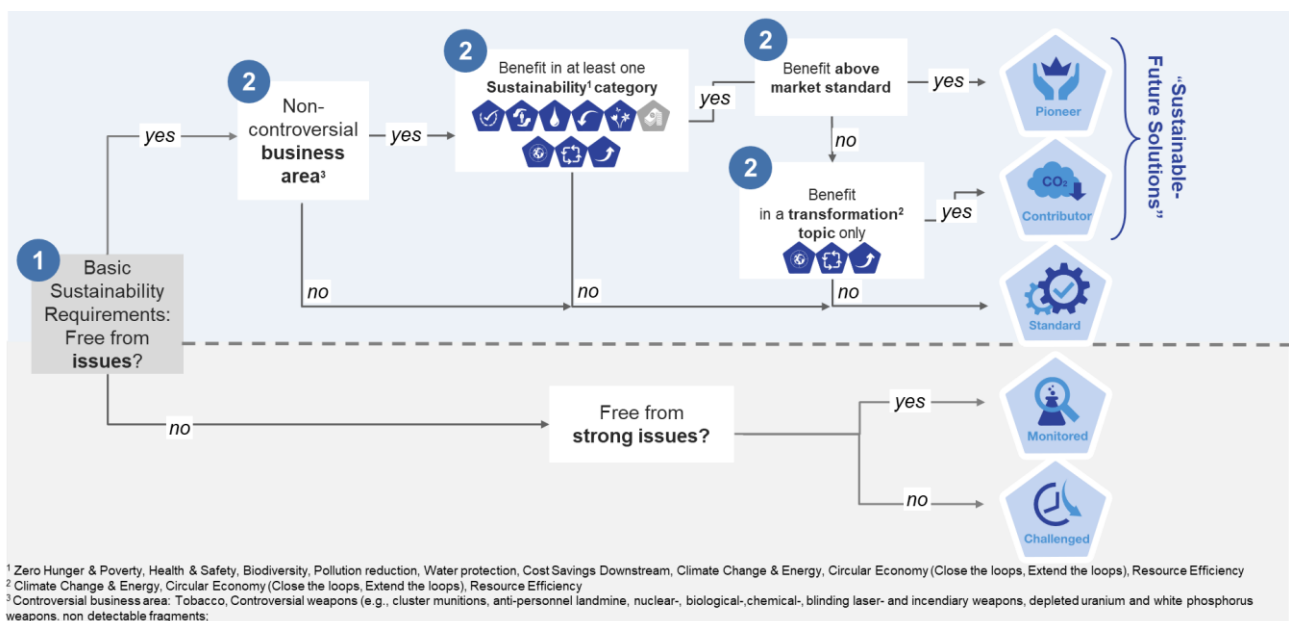 2
Non-
controversial
business
area³
2
Benefit in at least one
Sustainability¹ category
2
Benefit above
market standard
2
Benefit
in a transformation² 
topic only
1
Basic
Sustainability
Requirements:
Free from
issues?
yes
yes
yes
yes
no
yes
no
no
no
Pioneer
CO₂
Contributor
Standard
"Sustainable-
Future Solutions"
no
Free from
strong issues?
yes
no
Monitored
Challenged
¹ Zero Hunger & Poverty, Health & Safety, Biodiversity, Pollution reduction, Water protection, Cost Savings Downstream, Climate Change & Energy, Circular Economy (Close the loops, Extend the loops), Resource Efficiency
² Climate Change & Energy, Circular Economy (Close the loops, Extend the loops), Resource Efficiency
³ Controversial business area: Tobacco, Controversial weapons (e.g., cluster munitions, anti-personnel landmine, nuclear-, biological-,chemical-, blinding laser- and incendiary weapons, depleted uranium and white phosphorus
weapons, non detectable fragments;